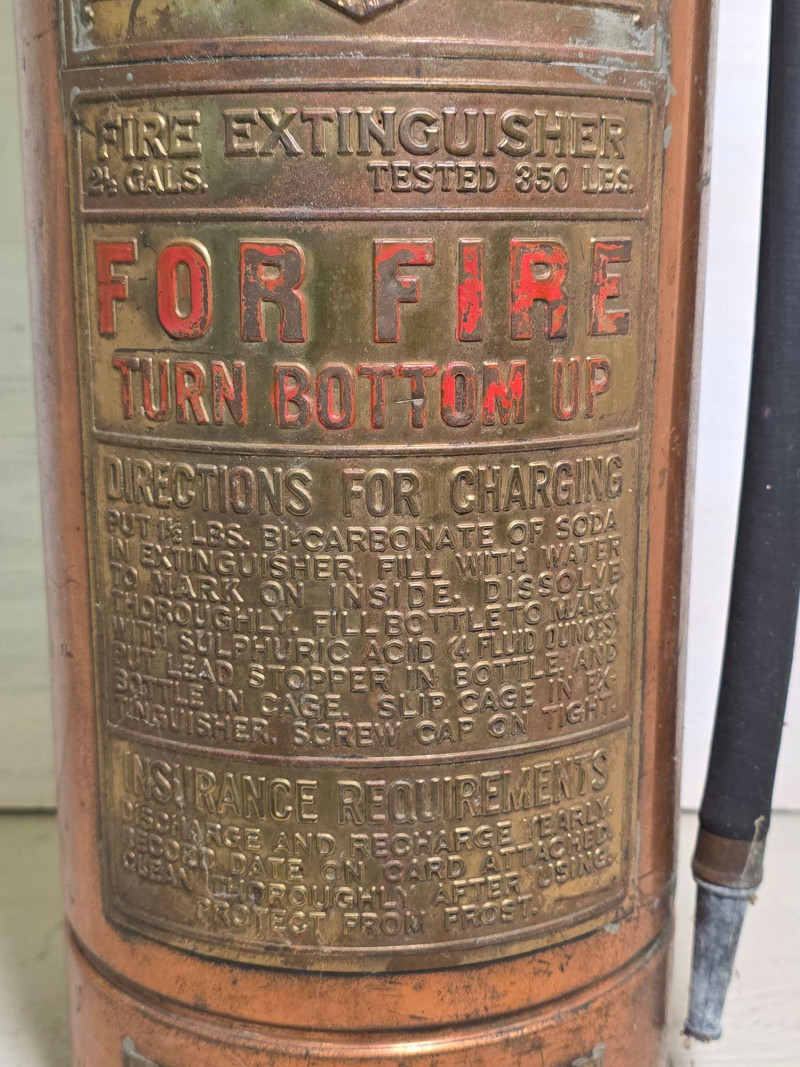 FIRE EXTINGUISHER
2½ GALS. TESTED 350 LBS.
FOR FIRE
TURN BOTTOM UP
DIRECTIONS FOR CHARGING
PUT 1½ LBS. BI-CARBONATE OF SODA
IN EXTINGUISHER. FILL WITH WATER
TO MARK ON INSIDE. DISSOLVE
THOROUGHLY. FILL BOTTLE TO MARK
WITH SULPHURIC ACID (4 FLUID OUNCES)
PUT LEAD STOPPER IN BOTTLE, AND
BOTTLE IN CAGE. SLIP CAGE IN EX-
TINGUISHER. SCREW CAP ON TIGHT.
INSURANCE REQUIREMENTS
DISCHARGE AND RECHARGE YEARLY.
RECORD DATE ON CARD ATTACHED.
CLEAN THOROUGHLY AFTER USING.
PROTECT FROM FROST.